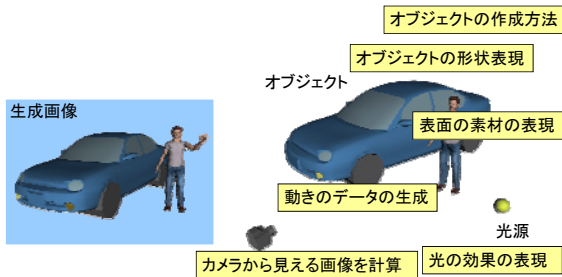 オブジェクトの作成方法
オブジェクトの形状表現
オブジェクト
生成画像
表面の素材の表現
動きのデータの生成
光源
カメラから見える画像を計算
光の効果の表現